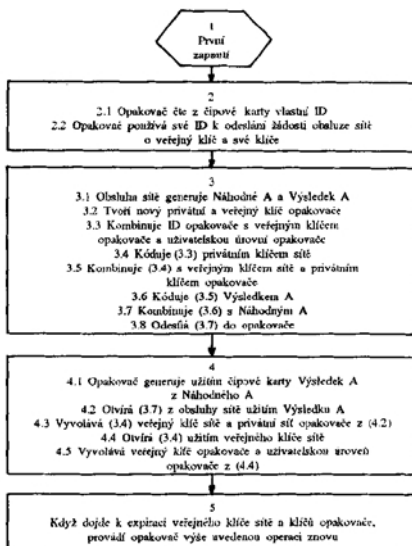 1
První
zapnutí
2
2.1 Opakovač čte z čipové karty vlastní ID
2.2 Opakovač používá své ID k odeslání žádosti obsluze sítě
o veřejný klíč a své klíče
3
3.1 Obsluha sítě generuje Náhodné A a Výsledek A
3.2 Tvoří nový privátní a veřejný klíč opakovače
3.3 Kombinuje ID opakovače s veřejným klíčem
opakovače a uživatelskou úrovní opakovače
3.4 Kóduje (3.3) privátním klíčem sítě
3.5 Kombinuje (3.4) s veřejným klíčem sítě a privátním
klíčem opakovače
3.6 Kóduje (3.5) Výsledkem A
3.7 Kombinuje (3.6) s Náhodným A
3.8 Odesílá (3.7) do opakovače
4
4.1 Opakovač generuje užitím čipové karty Výsledek A
z Náhodného A
4.2 Otvírá (3.7) z obsluhy sítě užitím Výsledku A
4.3 Vyvolává (3.4) veřejný klíč sítě a privátní síť opakovače z (4.2)
4.4 Otvírá (3.4) užitím veřejného klíče sítě
4.5 Vyvolává veřejný klíč opakovače a uživatelskou úroveň
opakovače z (4.4)
5
Když dojde k expiraci veřejného klíče sítě a klíčů opakovače,
provádí opakovač výše uvedenou operaci znovu